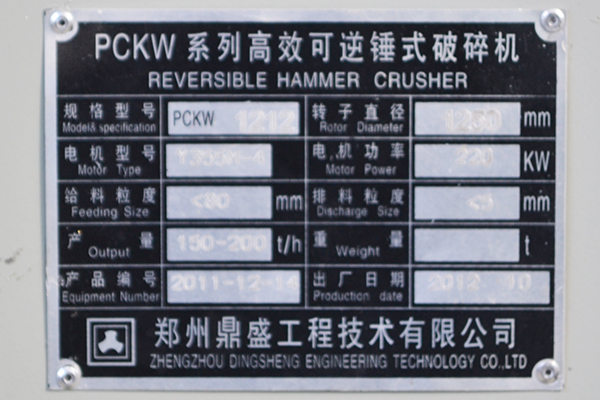 PCKW 系列高效可逆锤式破碎机
REVERSIBLE HAMMER CRUSHER
规格型号 PCKW 1212 转子直径 mm
Model& specification Rotor Diameter
电机型号 电机功率 220 KW
Motor Type Motor Power
给料粒度 <80 mm 排料粒度 mm
Feeding Size Discharge Size
产量 150-200 t/h 重量 t
Output Weight
产品编号 2011-12-14 出厂日期 2012 10
Equipment Number Production date
郑州鼎盛工程技术有限公司
ZHENGZHOU DINGSHENG ENGINEERING TECHNOLOGY CO.,LTD